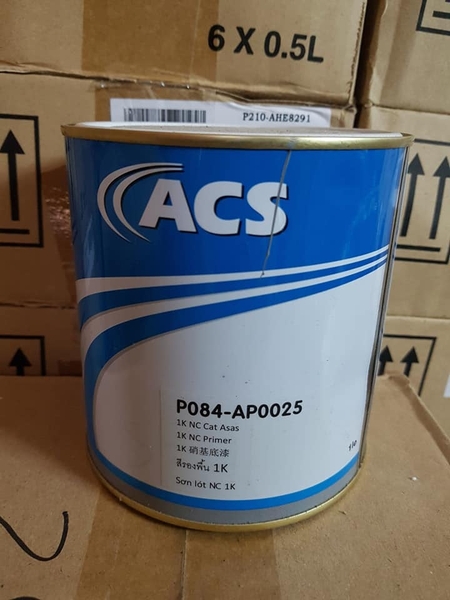 6 X 0.5L
P210-AHE8291
ACS
P084-AP0025
1K NC Cat Asas
1K NC Primer
1K 硝基底漆
สีรองพื้น 1K
Sơn lót NC 1K